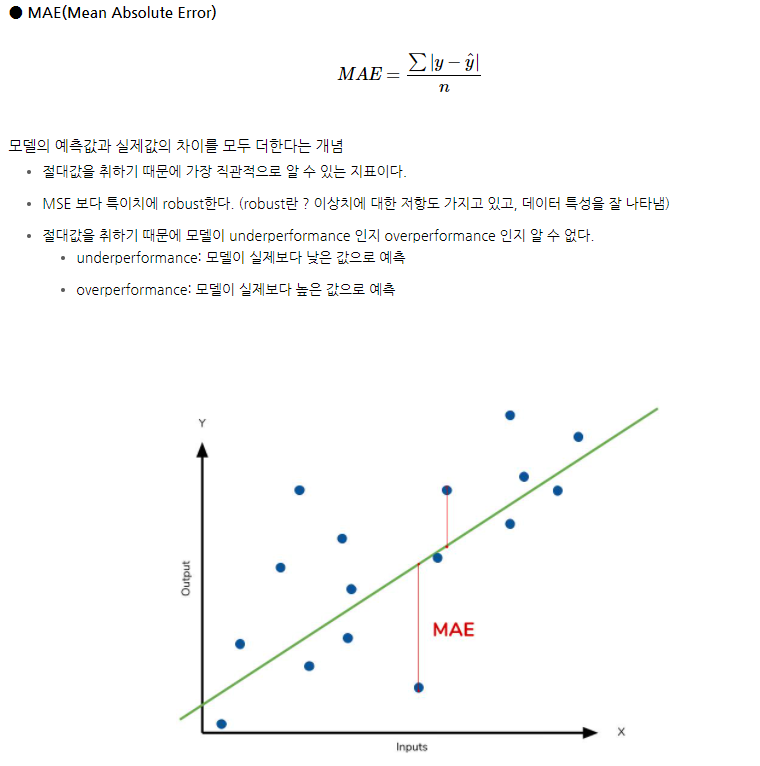 ● MAE(Mean Absolute Error)
MAE = ∑|y − ŷ| / n
모델의 예측값과 실제값의 차이를 모두 더한다는 개념
• 절대값을 취하기 때문에 가장 직관적으로 알 수 있는 지표이다.
• MSE 보다 특이치에 robust한다. (robust란 ? 이상치에 대한 저항도 가지고 있고, 데이터 특성을 잘 나타냄)
• 절대값을 취하기 때문에 모델이 underperformance 인지 overperformance 인지 알 수 없다.
• underperformance: 모델이 실제보다 낮은 값으로 예측
• overperformance: 모델이 실제보다 높은 값으로 예측
Y
Output
MAE
X
Inputs